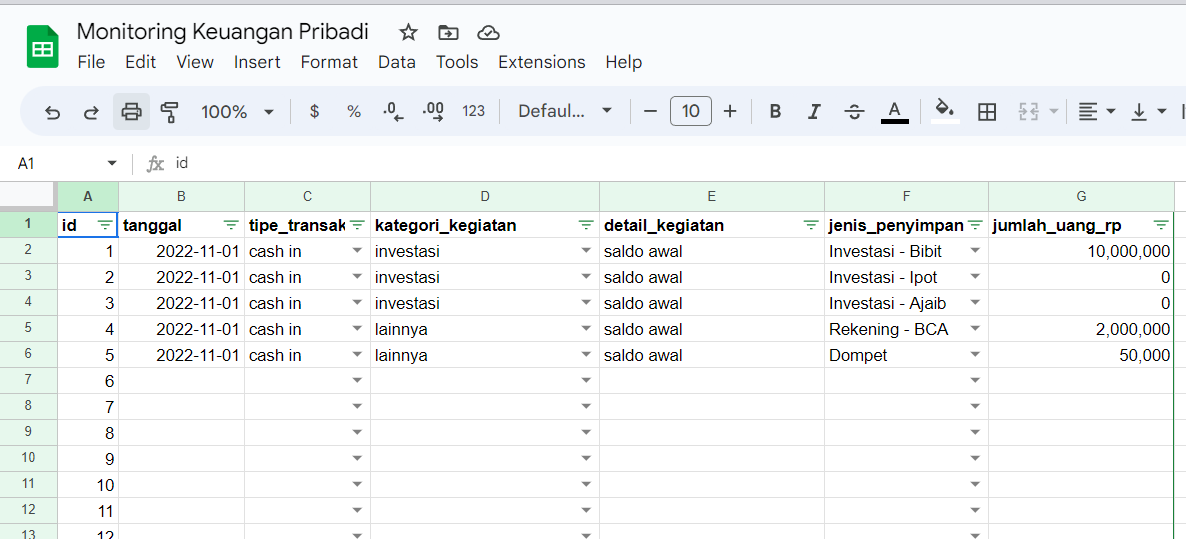 Monitoring Keuangan Pribadi
File Edit View Insert Format Data Tools Extensions Help
100% $ % .0 .00 123 Defaul... 10 B I S A
A1 fx id
A B C D E F G
1 id tanggal tipe_transak kategori_kegiatan detail_kegiatan jenis_penyimpan jumlah_uang_rp
2 1 2022-11-01 cash in investasi saldo awal Investasi - Bibit 10,000,000
3 2 2022-11-01 cash in investasi saldo awal Investasi - Ipot 0
4 3 2022-11-01 cash in investasi saldo awal Investasi - Ajaib 0
5 4 2022-11-01 cash in lainnya saldo awal Rekening - BCA 2,000,000
6 5 2022-11-01 cash in lainnya saldo awal Dompet 50,000
7 6
8 7
9 8
10 9
11 10
12 11
13 12